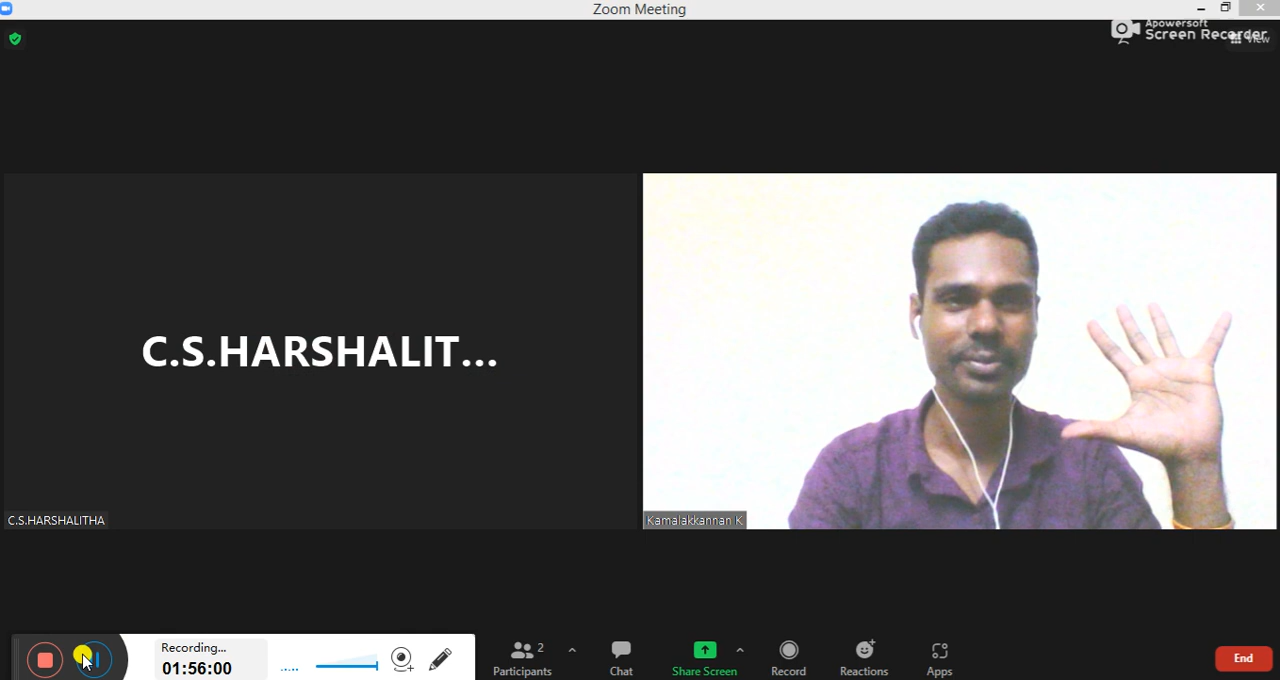 Zoom Meeting
Apowersoft
Screen Recorder
View
C.S.HARSHALIT...
C.S.HARSHALITHA
Kamalakkannan K
Recording...
01:56:00
2
Participants
Chat
Share Screen
Record
Reactions
Apps
End